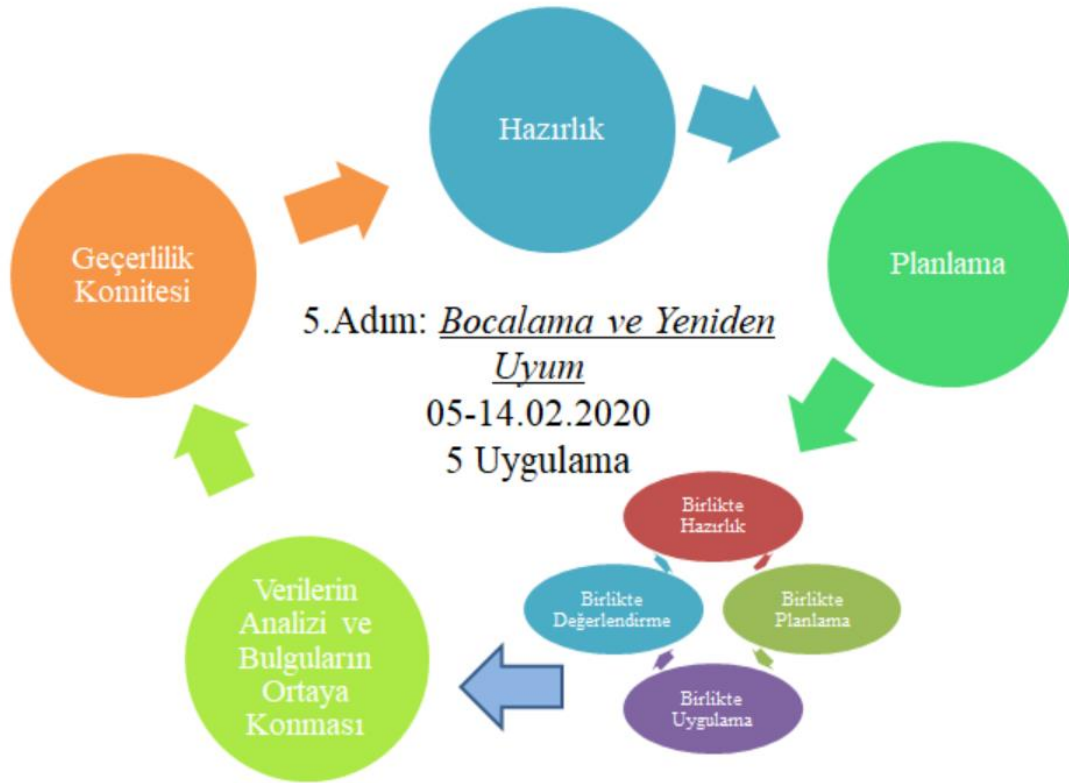 Hazırlık
Planlama
Geçerlilik
Komitesi
5.Adım: Bocalama ve Yeniden
Uyum
05-14.02.2020
5 Uygulama
Birlikte
Hazırlık
Birlikte
Planlama
Birlikte
Uygulama
Birlikte
Değerlendirme
Verilerin
Analizi ve
Bulguların
Ortaya
Konması